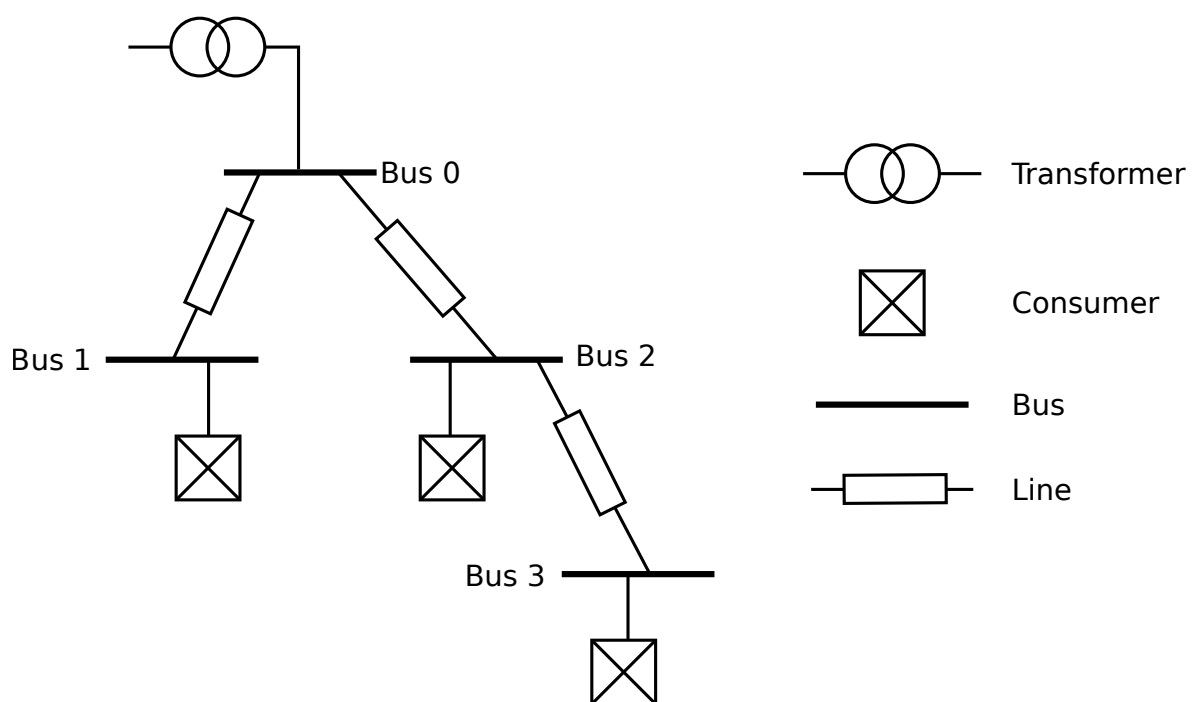 Bus 0
Transformer
Consumer
Bus 1
Bus 2
Bus
Line
Bus 3